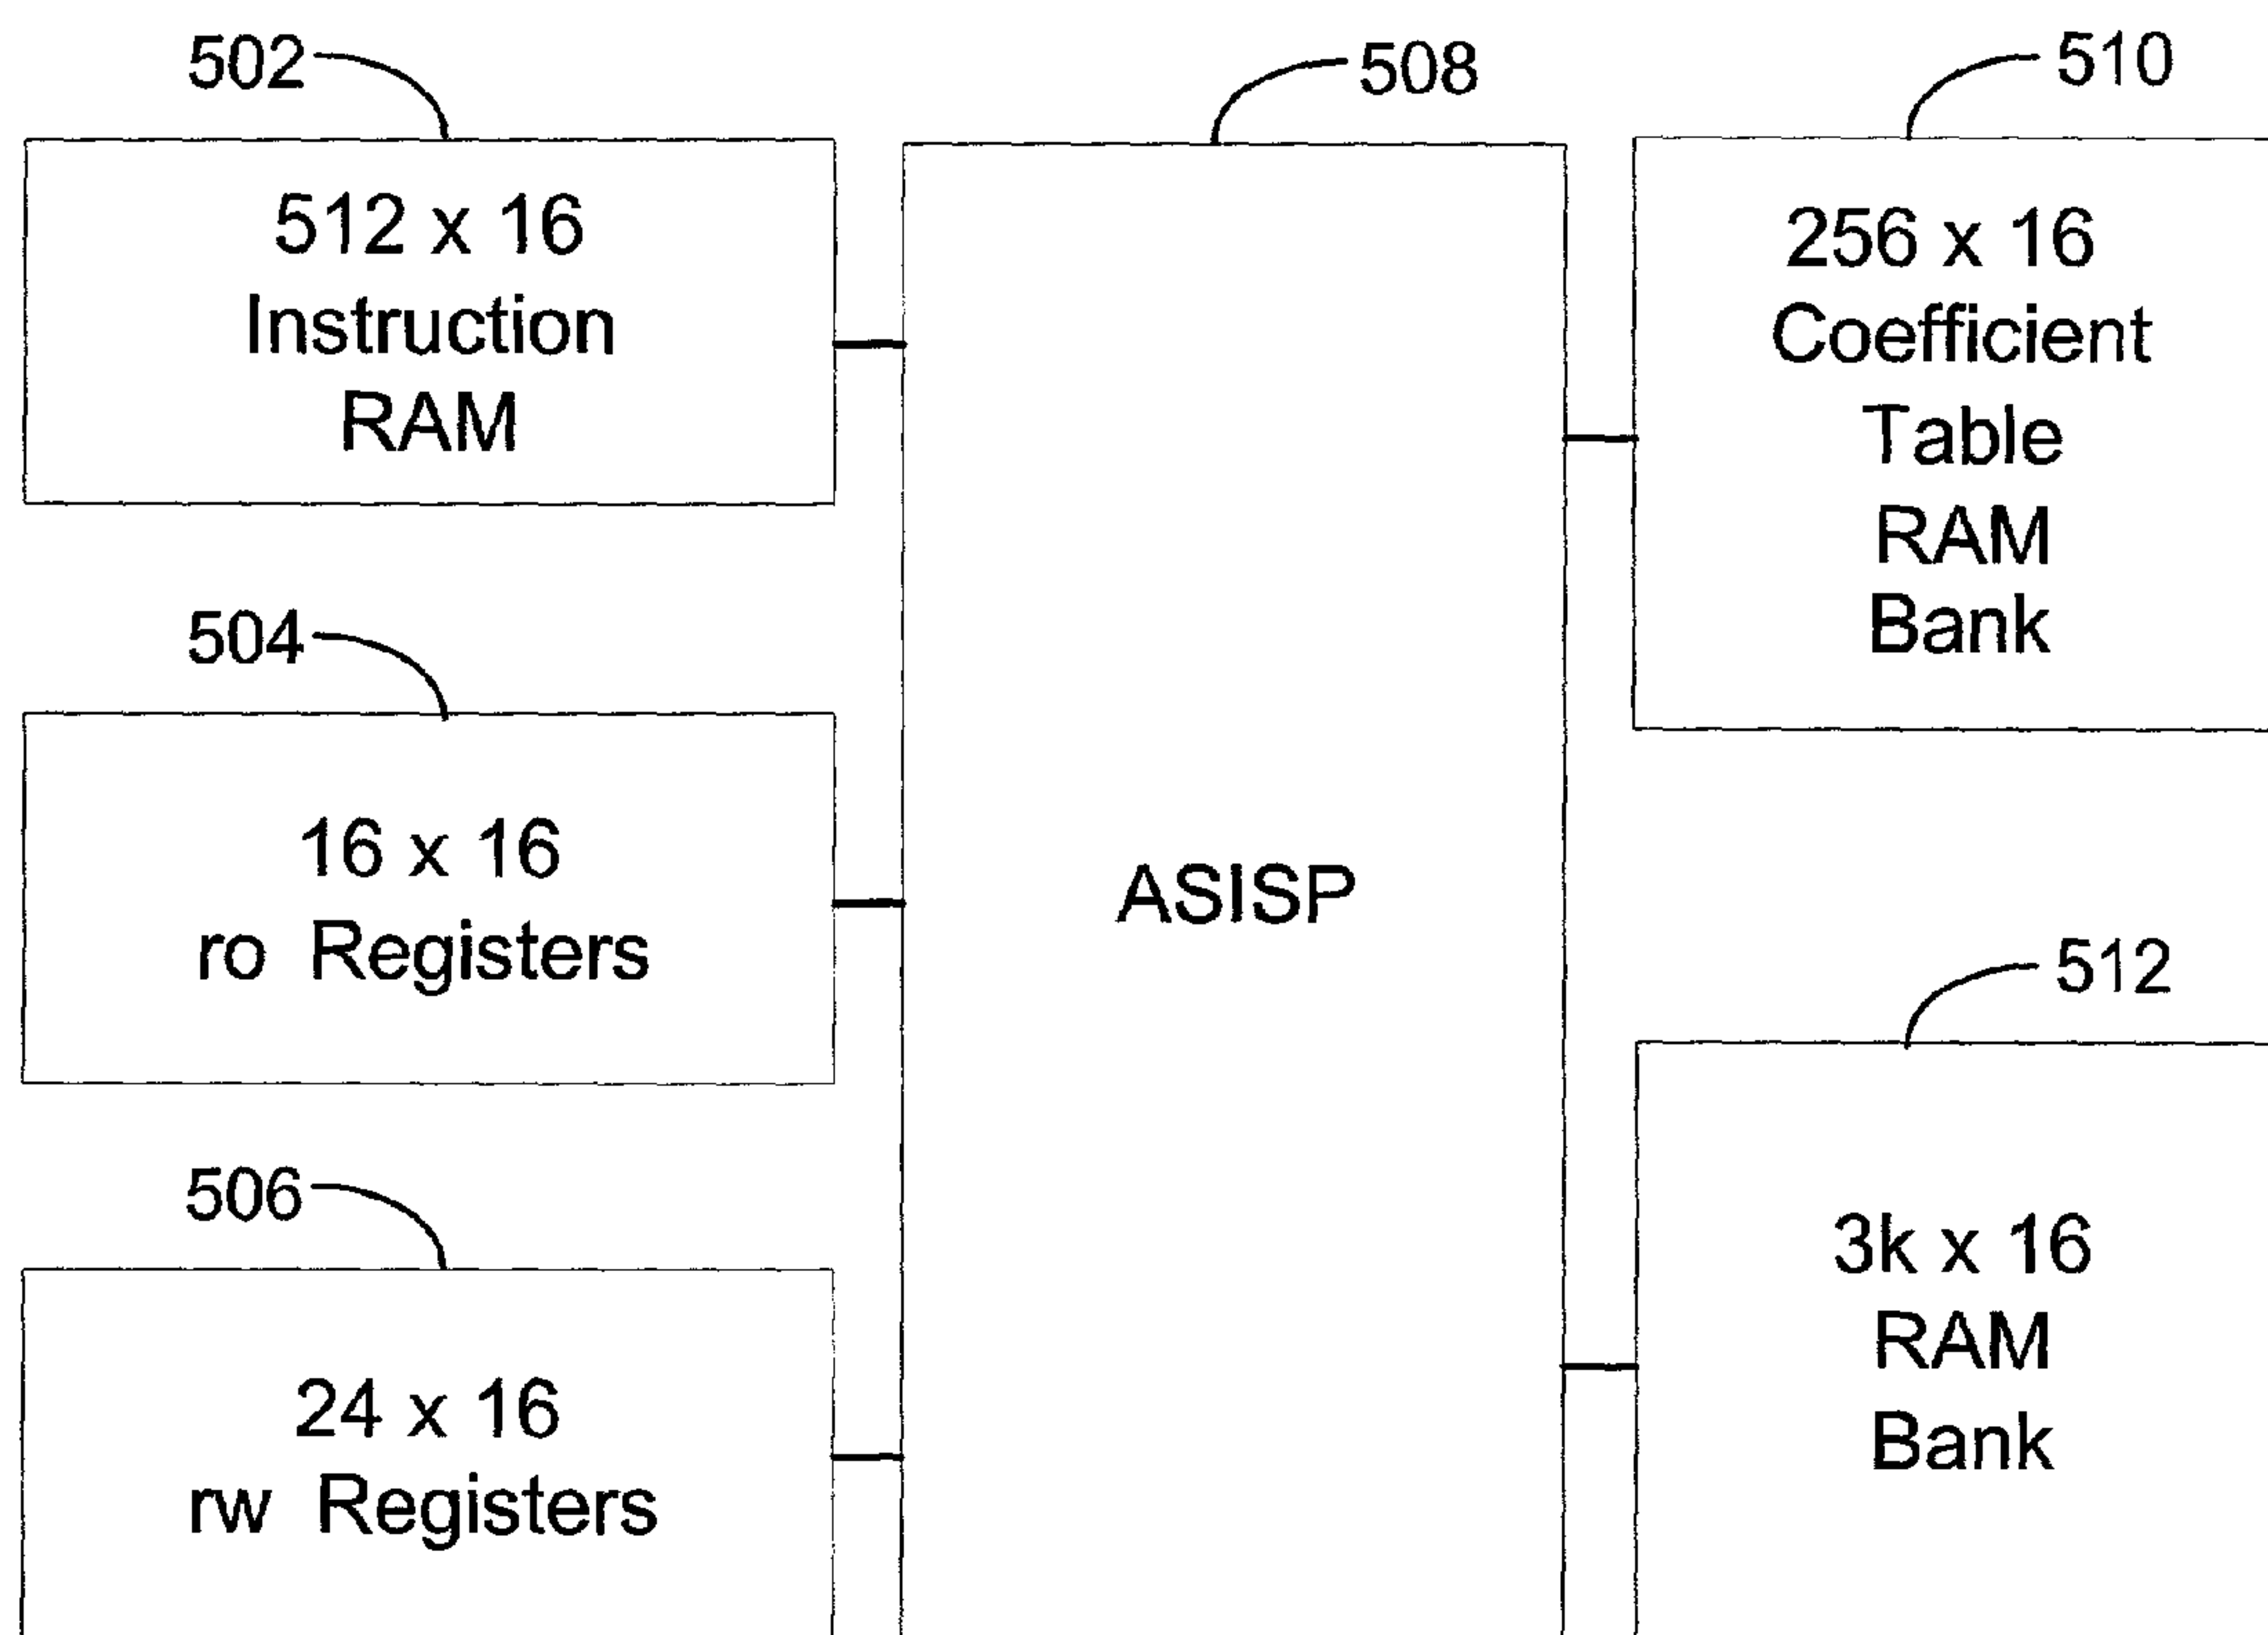 502
512 x 16
Instruction
RAM
504
16 x 16
ro Registers
506
24 x 16
rw Registers
508
ASISP
510
256 x 16
Coefficient
Table
RAM
Bank
512
3k x 16
RAM
Bank